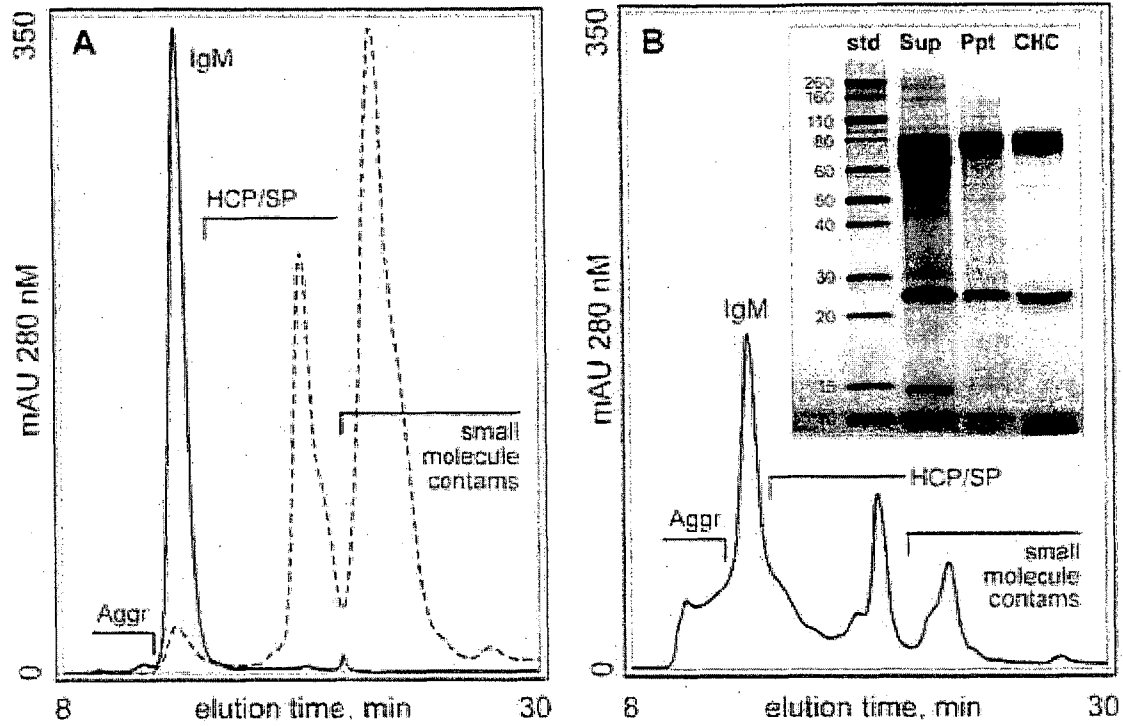 350
A
IgM
HCP/SP
mAU 280 nM
small
molecule
contams
Aggr
0
8
elution time, min
30
350
B
std Sup Ppt CHC
260
160
110
80
60
50
40
30
20
15
10
IgM
mAU 280 nM
HCP/SP
Aggr
small
molecule
contams
0
8
elution time, min
30